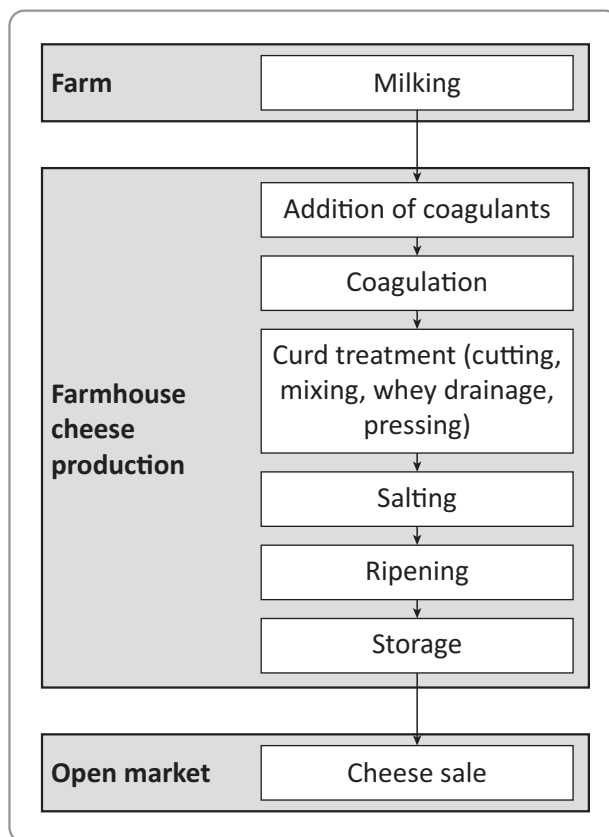 Farm
Milking
Farmhouse
cheese
production
Addition of coagulants
Coagulation
Curd treatment (cutting,
mixing, whey drainage,
pressing)
Salting
Ripening
Storage
Open market
Cheese sale